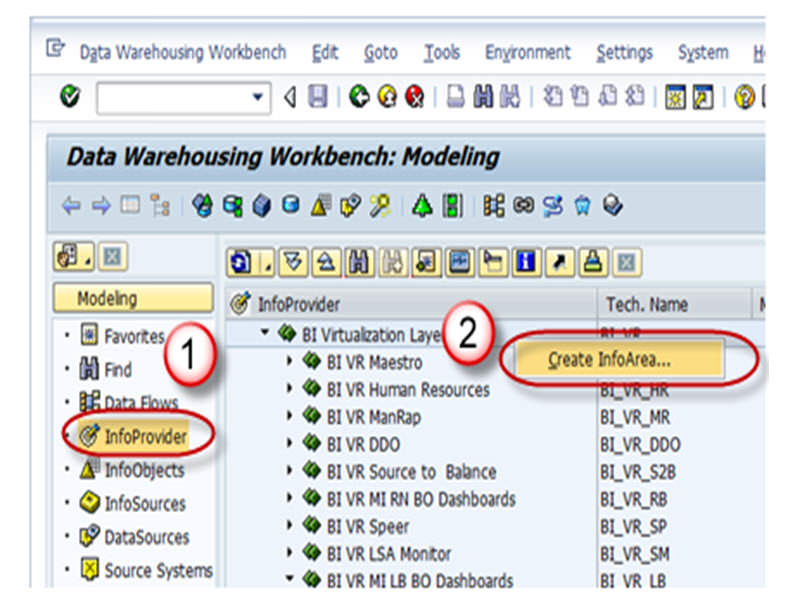 Data Warehousing Workbench Edit Goto Tools Environment Settings System
Data Warehousing Workbench: Modeling
Modeling
InfoProvider Tech. Name
Favorites
BI Virtualization BI_VR
1
2
Find
BI VR Maestro
Create InfoArea...
Data Flows
BI VR Human Resources BI_VR_HR
InfoProvider
BI VR ManRap BI_VR_MR
BI VR DDO BI_VR_DDO
InfoObjects
BI VR Source to Balance BI_VR_S2B
InfoSources
BI VR MI RN BO Dashboards BI_VR_RB
DataSources
BI VR Speer BI_VR_SP
BI VR LSA Monitor BI_VR_SM
Source Systems
BI VR MI LB BO Dashboards BI_VR_LB